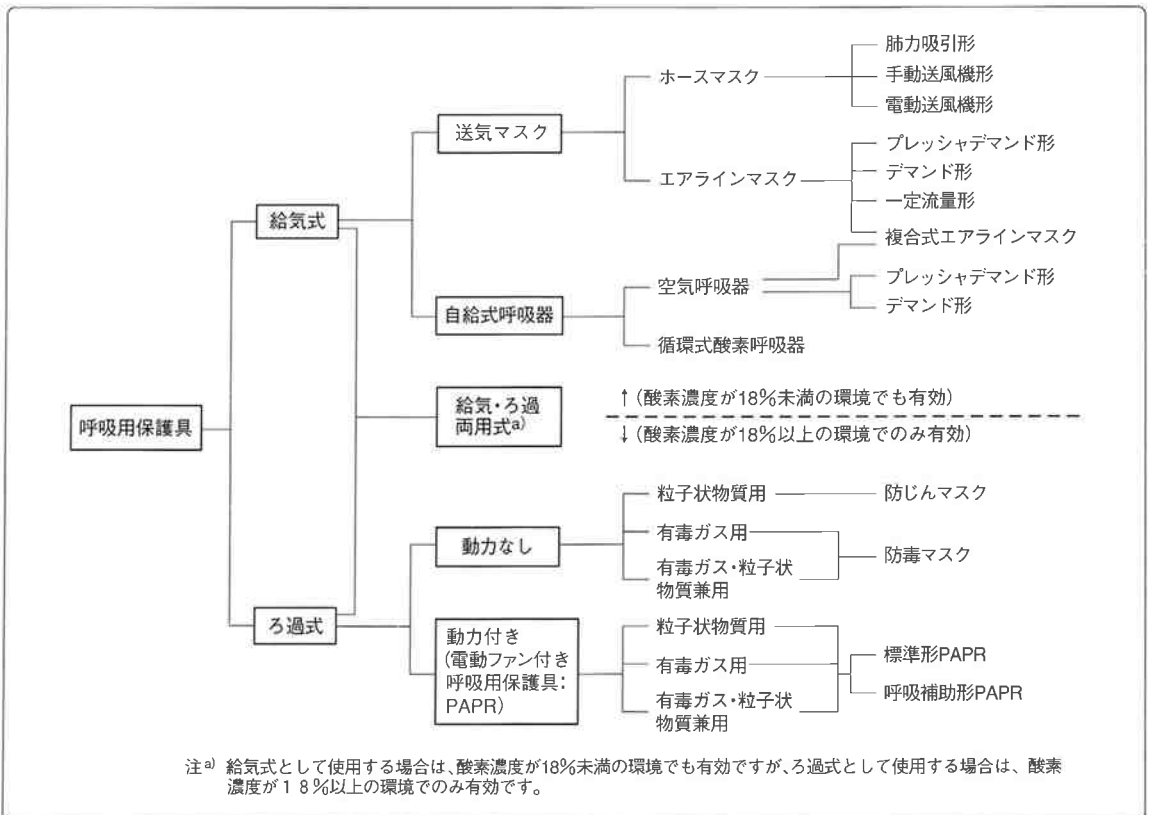 呼吸用保護具
給気式
送気マスク
ホースマスク
肺力吸引形
手動送風機形
電動送風機形
エアラインマスク
プレッシャデマンド形
デマンド形
一定流量形
複合式エアラインマスク
自給式呼吸器
空気呼吸器
プレッシャデマンド形
デマンド形
循環式酸素呼吸器
給気・ろ過
両用式a)
↑(酸素濃度が18%未満の環境でも有効)
↓(酸素濃度が18%以上の環境でのみ有効)
ろ過式
動力なし
粒子状物質用
防じんマスク
有毒ガス用
有毒ガス・粒子状
物質兼用
防毒マスク
動力付き
(電動ファン付き
呼吸用保護具:
PAPR)
粒子状物質用
有毒ガス用
有毒ガス・粒子状
物質兼用
標準形PAPR
呼吸補助形PAPR
注a) 給気式として使用する場合は、酸素濃度が18%未満の環境でも有効ですが、ろ過式として使用する場合は、酸素
濃度が18%以上の環境でのみ有効です。